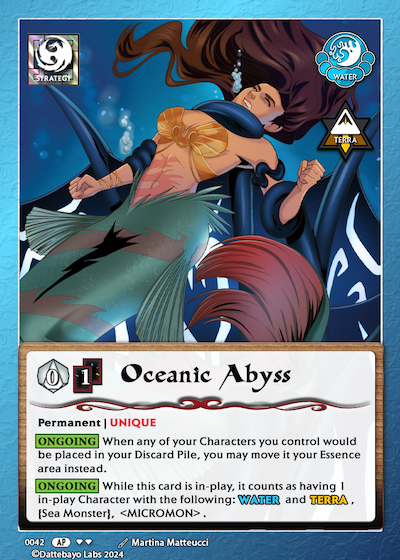 STRATEGY
WATER
TERRA
0 1 Oceanic Abyss
Permanent | UNIQUE
ONGOING When any of your Characters you control would
be placed in your Discard Pile, you may move it your Essence
area instead.
ONGOING While this card is in-play, it counts as having 1
in-play Character with the following: WATER and TERRA ,
{Sea Monster}, <MICROMON> .
0042 AP Martina Matteucci
©Dattebayo Labs 2024